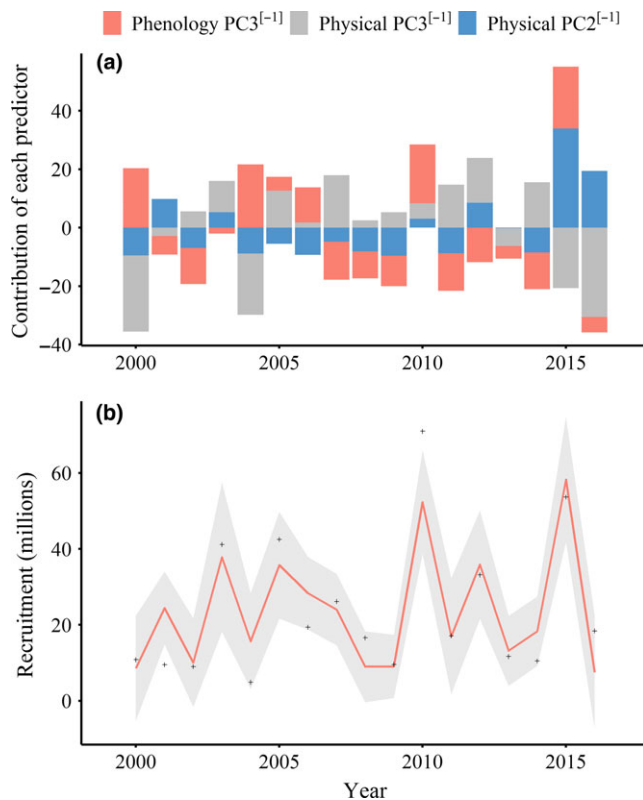 Phenology PC3[-1] Physical PC3[-1] Physical PC2[-1]
(a)
Contribution of each predictor
40
20
0
−20
−40
2000 2005 2010 2015
(b)
Recruitment (millions)
60
40
20
0
2000 2005 2010 2015
Year